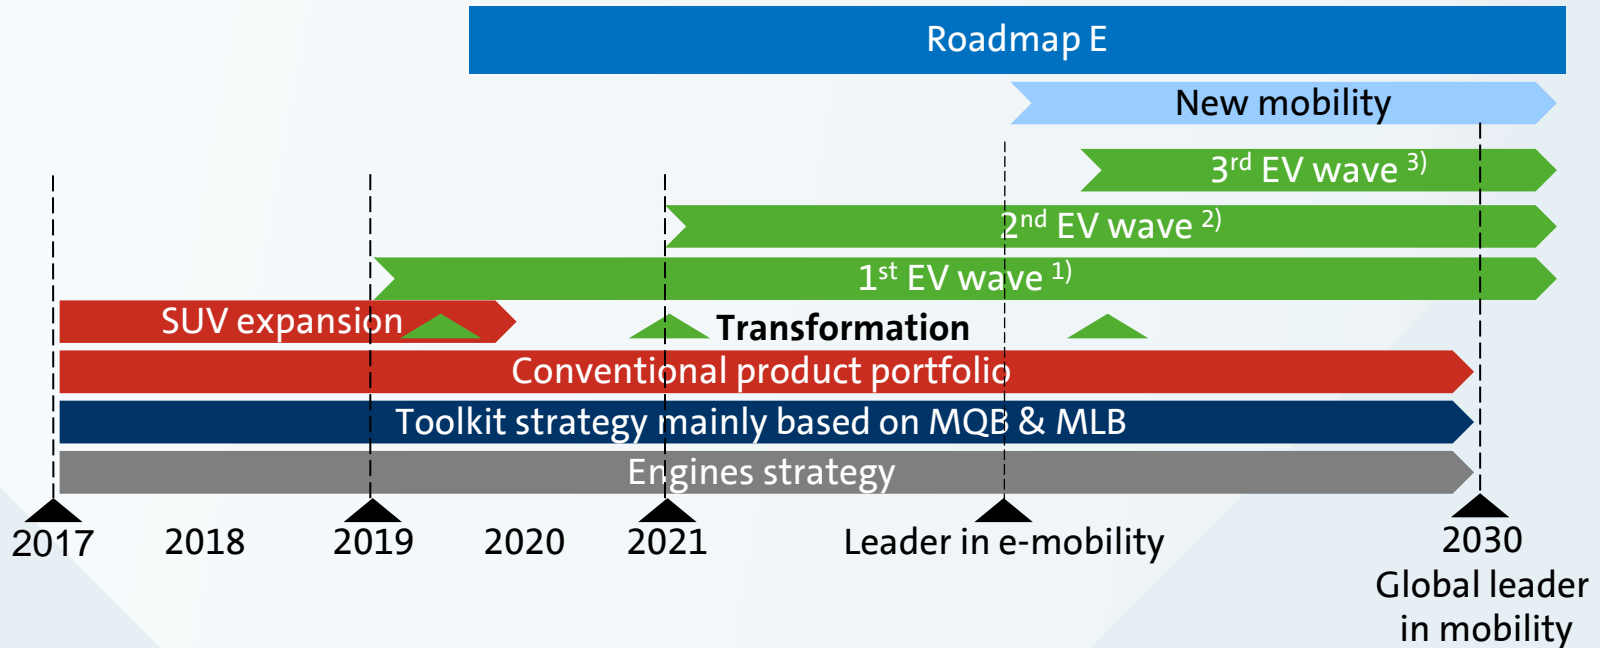 Roadmap E
New mobility
3rd EV wave 3)
2nd EV wave 2)
1st EV wave 1)
SUV expansion
Transformation
Conventional product portfolio
Toolkit strategy mainly based on MQB & MLB
Engines strategy
2017 2018 2019 2020 2021 Leader in e-mobility 2030
Global leader
in mobility